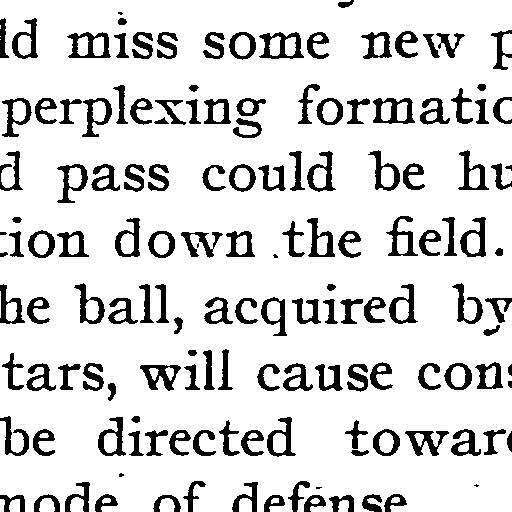 ld miss some new p
perplexing formatio
d pass could be hu
tion down the field.
he ball, acquired by
tars, will cause cons
be directed toward
mode of defense